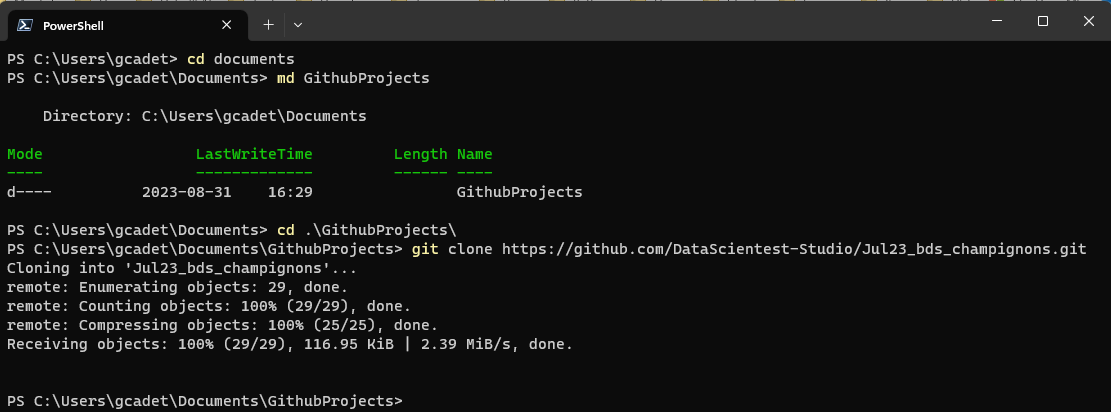 PowerShell
PS C:\Users\gcadet> cd documents
PS C:\Users\gcadet\Documents> md GithubProjects
Directory: C:\Users\gcadet\Documents
Mode                 LastWriteTime         Length Name
----                 -------------         ------ ----
d----          2023-08-31    16:29                GithubProjects
PS C:\Users\gcadet\Documents> cd .\GithubProjects\
PS C:\Users\gcadet\Documents\GithubProjects> git clone https://github.com/DataScientest-Studio/Jul23_bds_champignons.git
Cloning into 'Jul23_bds_champignons'...
remote: Enumerating objects: 29, done.
remote: Counting objects: 100% (29/29), done.
remote: Compressing objects: 100% (25/25), done.
Receiving objects: 100% (29/29), 116.95 KiB | 2.39 MiB/s, done.
PS C:\Users\gcadet\Documents\GithubProjects>